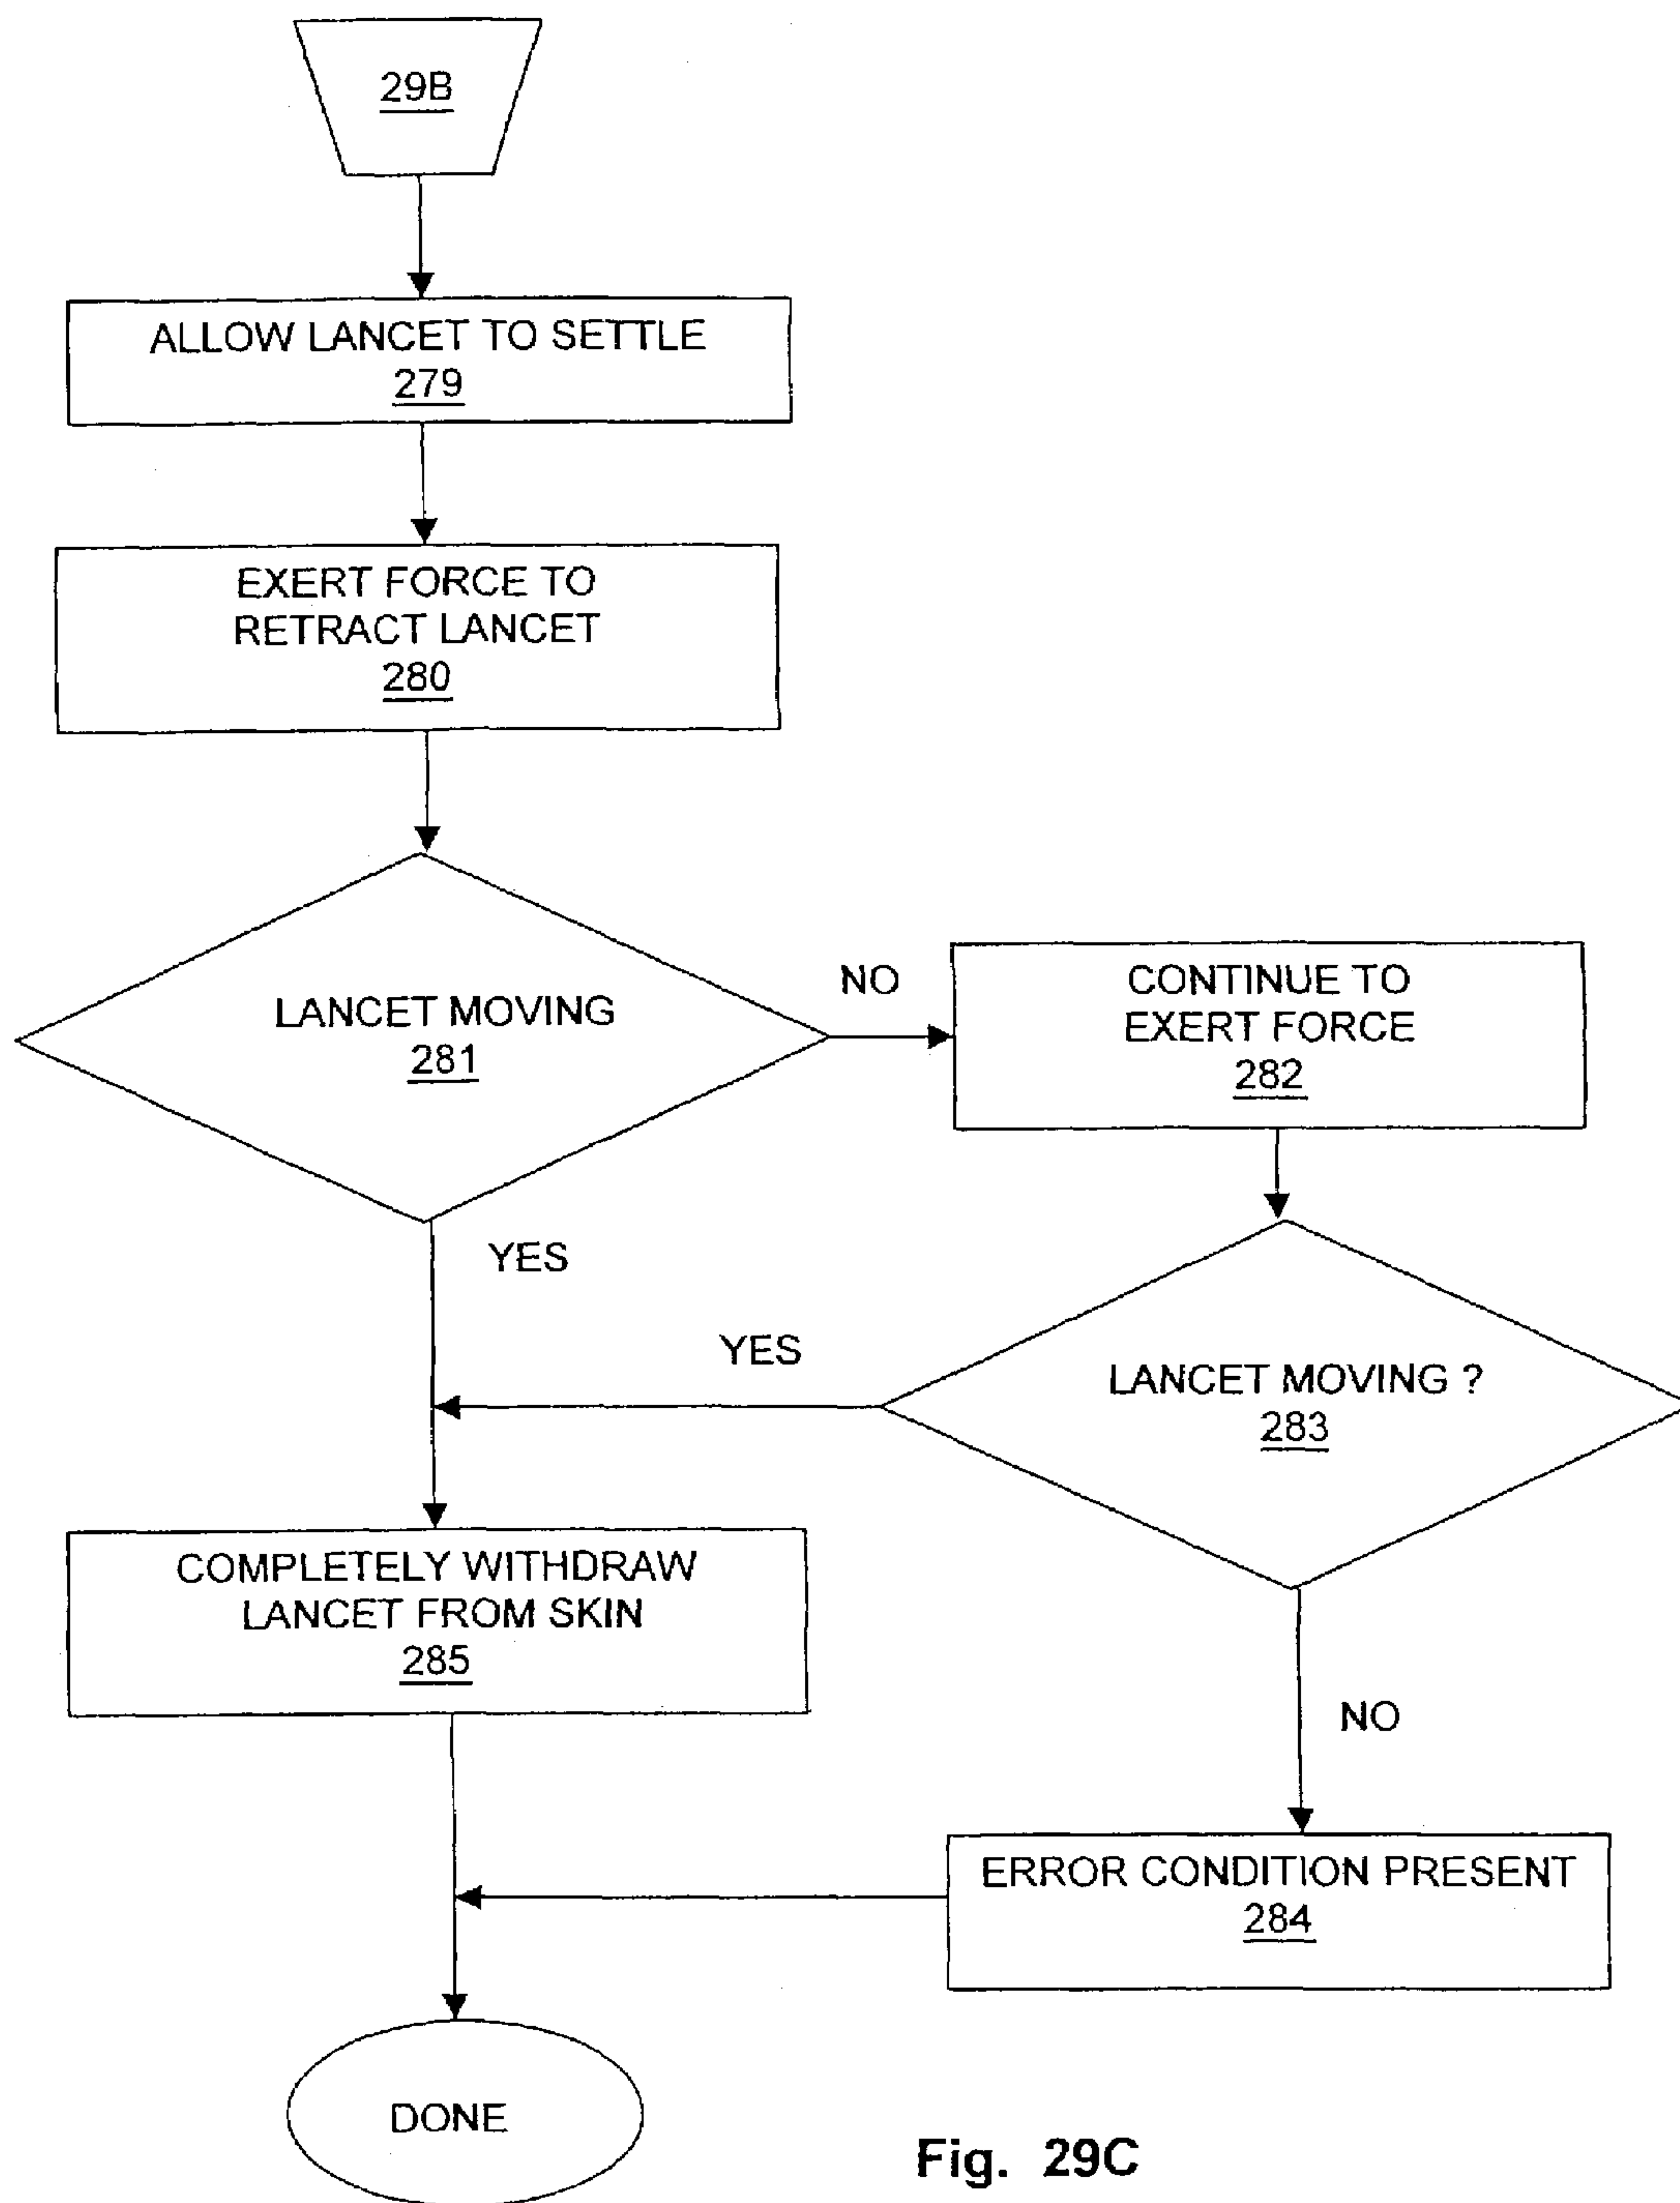 29B
ALLOW LANCET TO SETTLE
279
EXERT FORCE TO
RETRACT LANCET
280
LANCET MOVING
281
NO
CONTINUE TO
EXERT FORCE
282
YES
YES
LANCET MOVING ?
283
COMPLETELY WITHDRAW
LANCET FROM SKIN
285
NO
ERROR CONDITION PRESENT
284
DONE
Fig. 29C